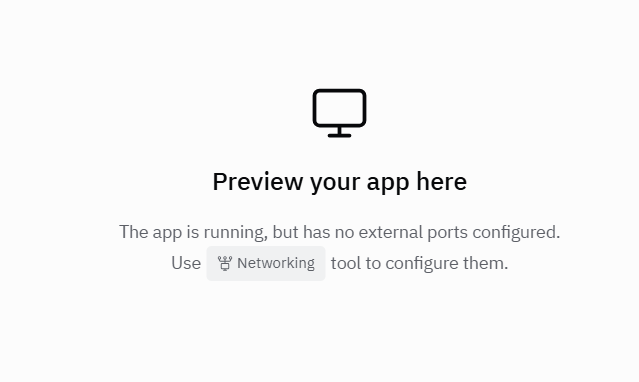 Preview your app here
The app is running, but has no external ports configured.
Use Networking tool to configure them.